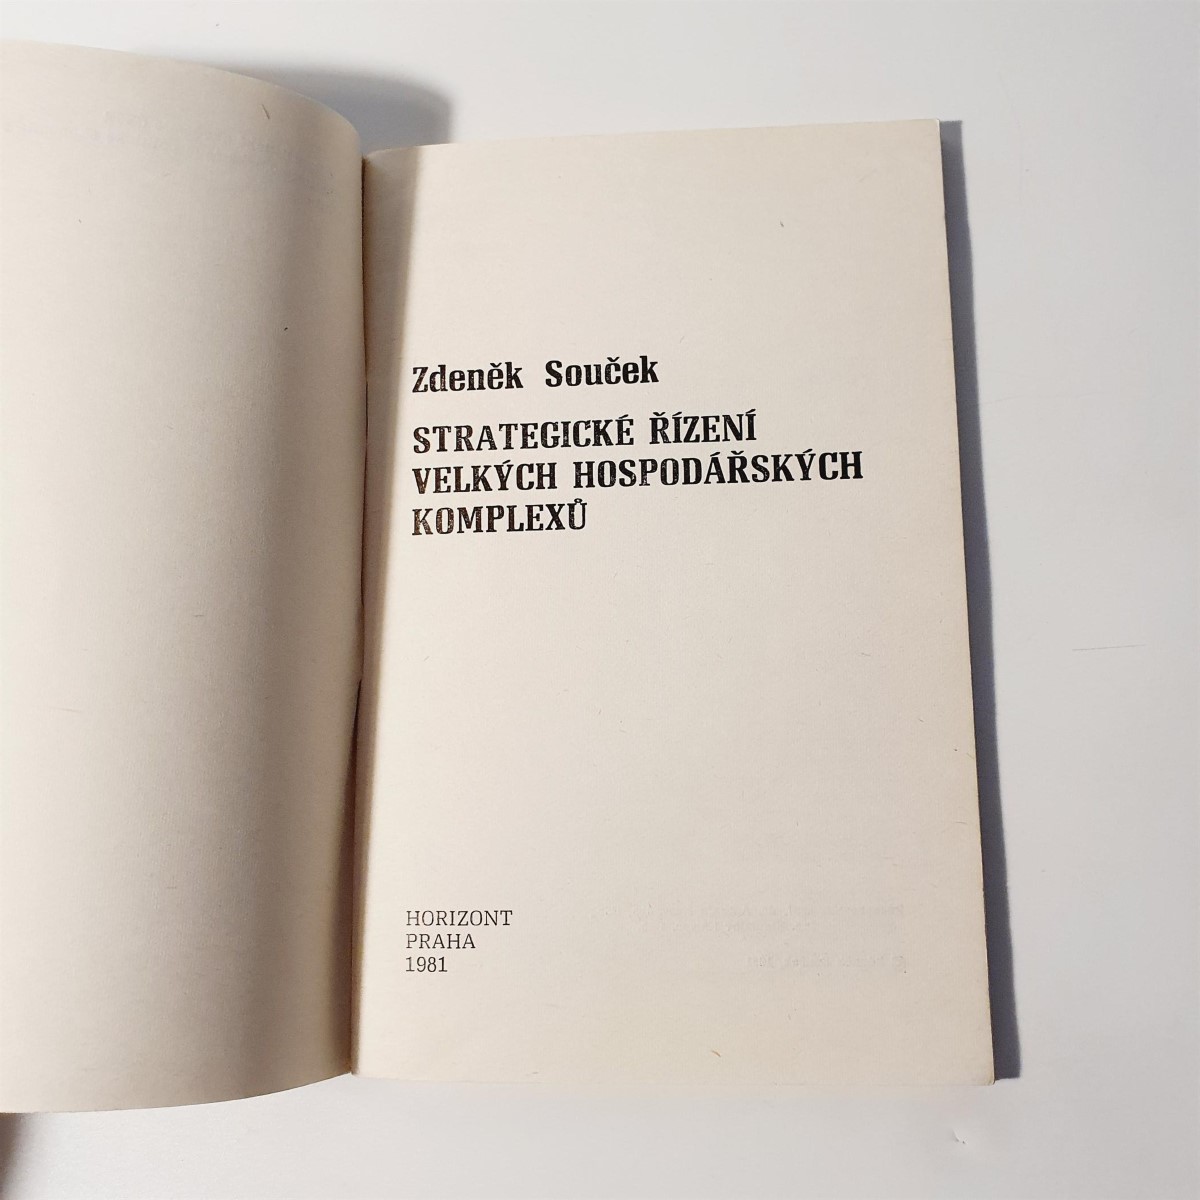 Zdeněk Souček
STRATEGICKÉ ŘÍZENÍ
VELKÝCH HOSPODÁŘSKÝCH
KOMPLEXŮ
HORIZONT
PRAHA
1981